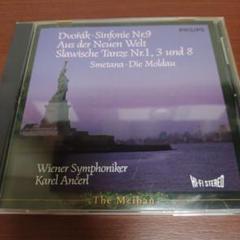 PHILIPS
Dvořák·Sinfonie Nr.9
Aus der Neuen Welt
Slawische Tänze Nr.1, 3 und 8
Smetana·Die Moldau
Wiener Symphoniker
Karel Ančerl
HI-FI STEREO
The Meiban